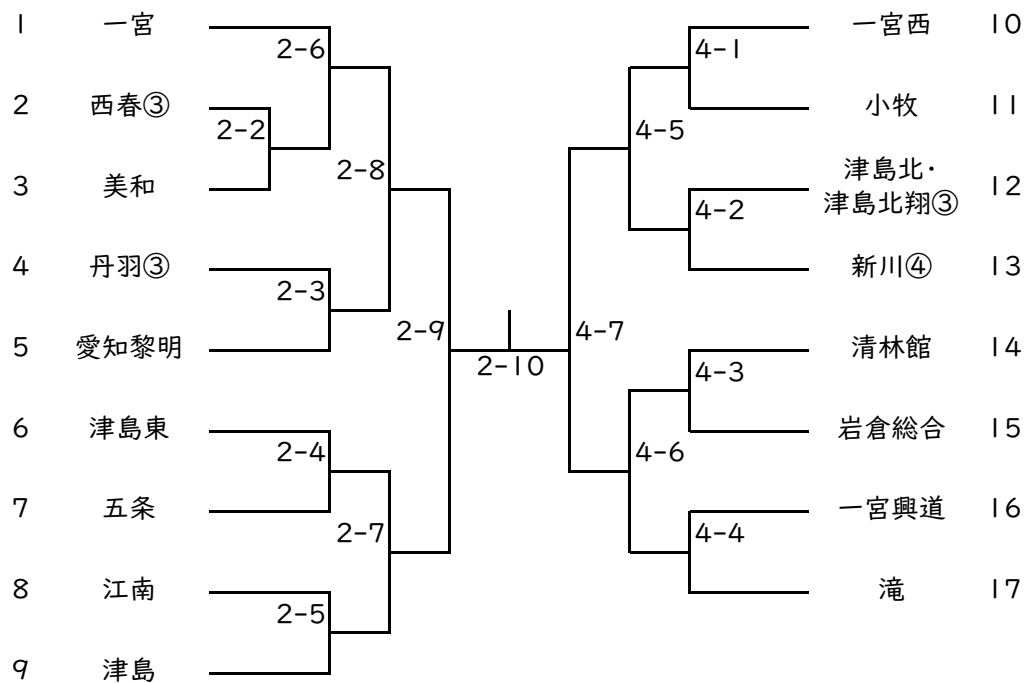 1 一宮
2-6
2 西春③
2-2
3 美和
2-8
4 丹羽③
2-3
5 愛知黎明
2-9
6 津島東
2-4
7 五条
2-7
8 江南
2-5
9 津島
2-10
一宮西 10
4-1
小牧 11
4-5
津島北・
津島北翔③ 12
4-2
新川④ 13
4-7
清林館 14
4-3
岩倉総合 15
4-6
一宮興道 16
4-4
滝 17